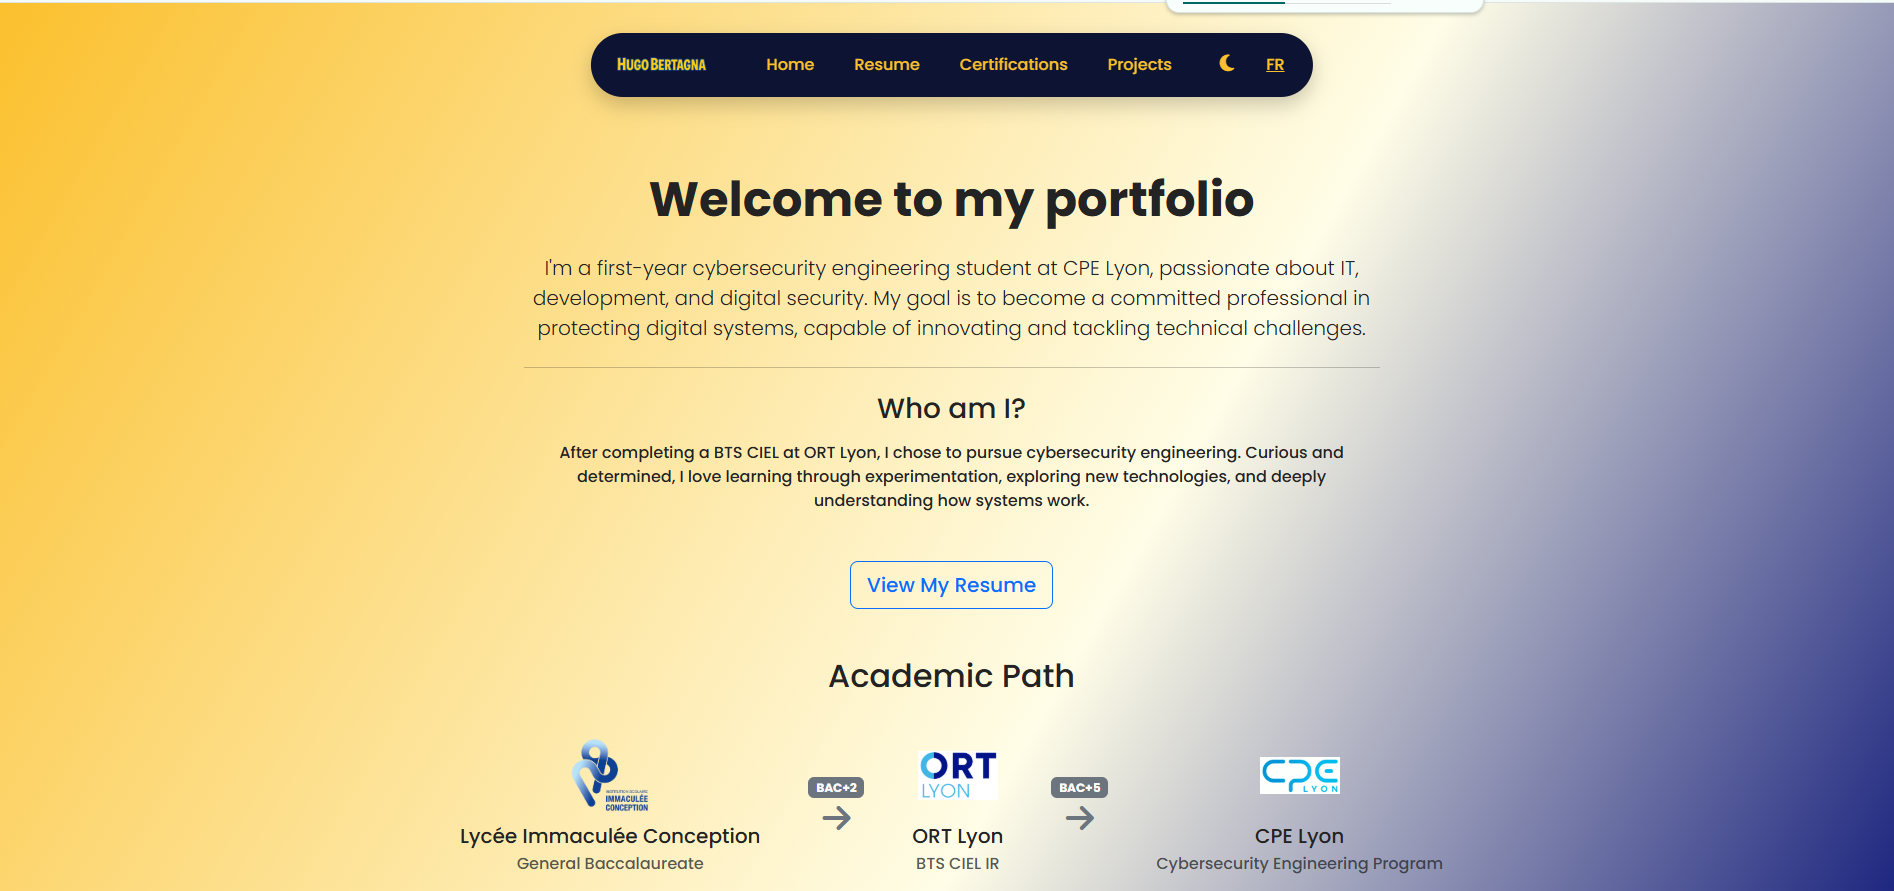 HUGO BERTAGNA Home Resume Certifications Projects FR
Welcome to my portfolio
I'm a first-year cybersecurity engineering student at CPE Lyon, passionate about IT,
development, and digital security. My goal is to become a committed professional in
protecting digital systems, capable of innovating and tackling technical challenges.
Who am I?
After completing a BTS CIEL at ORT Lyon, I chose to pursue cybersecurity engineering. Curious and
determined, I love learning through experimentation, exploring new technologies, and deeply
understanding how systems work.
View My Resume
Academic Path
INSTITUTION SCOLAIRE
IMMACULÉE
CONCEPTION
BAC+2
ORT
LYON
BAC+5
CPE
LYON
Lycée Immaculée Conception ORT Lyon CPE Lyon
General Baccalaureate BTS CIEL IR Cybersecurity Engineering Program